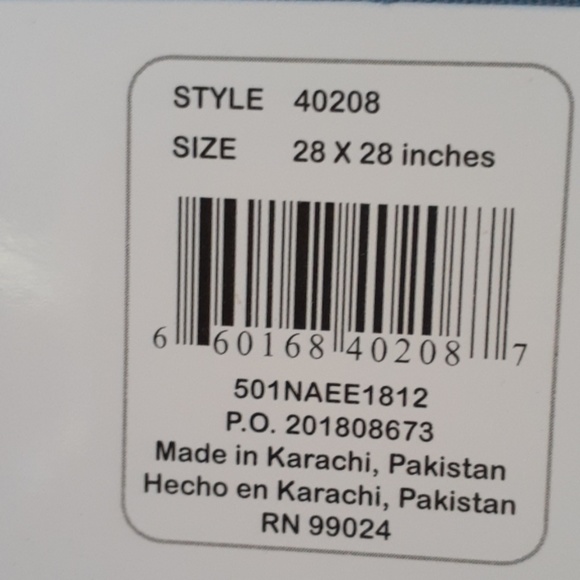 STYLE 40208
SIZE 28 X 28 inches
6 60168 40208 7
501NAEE1812
P.O. 201808673
Made in Karachi, Pakistan
Hecho en Karachi, Pakistan
RN 99024